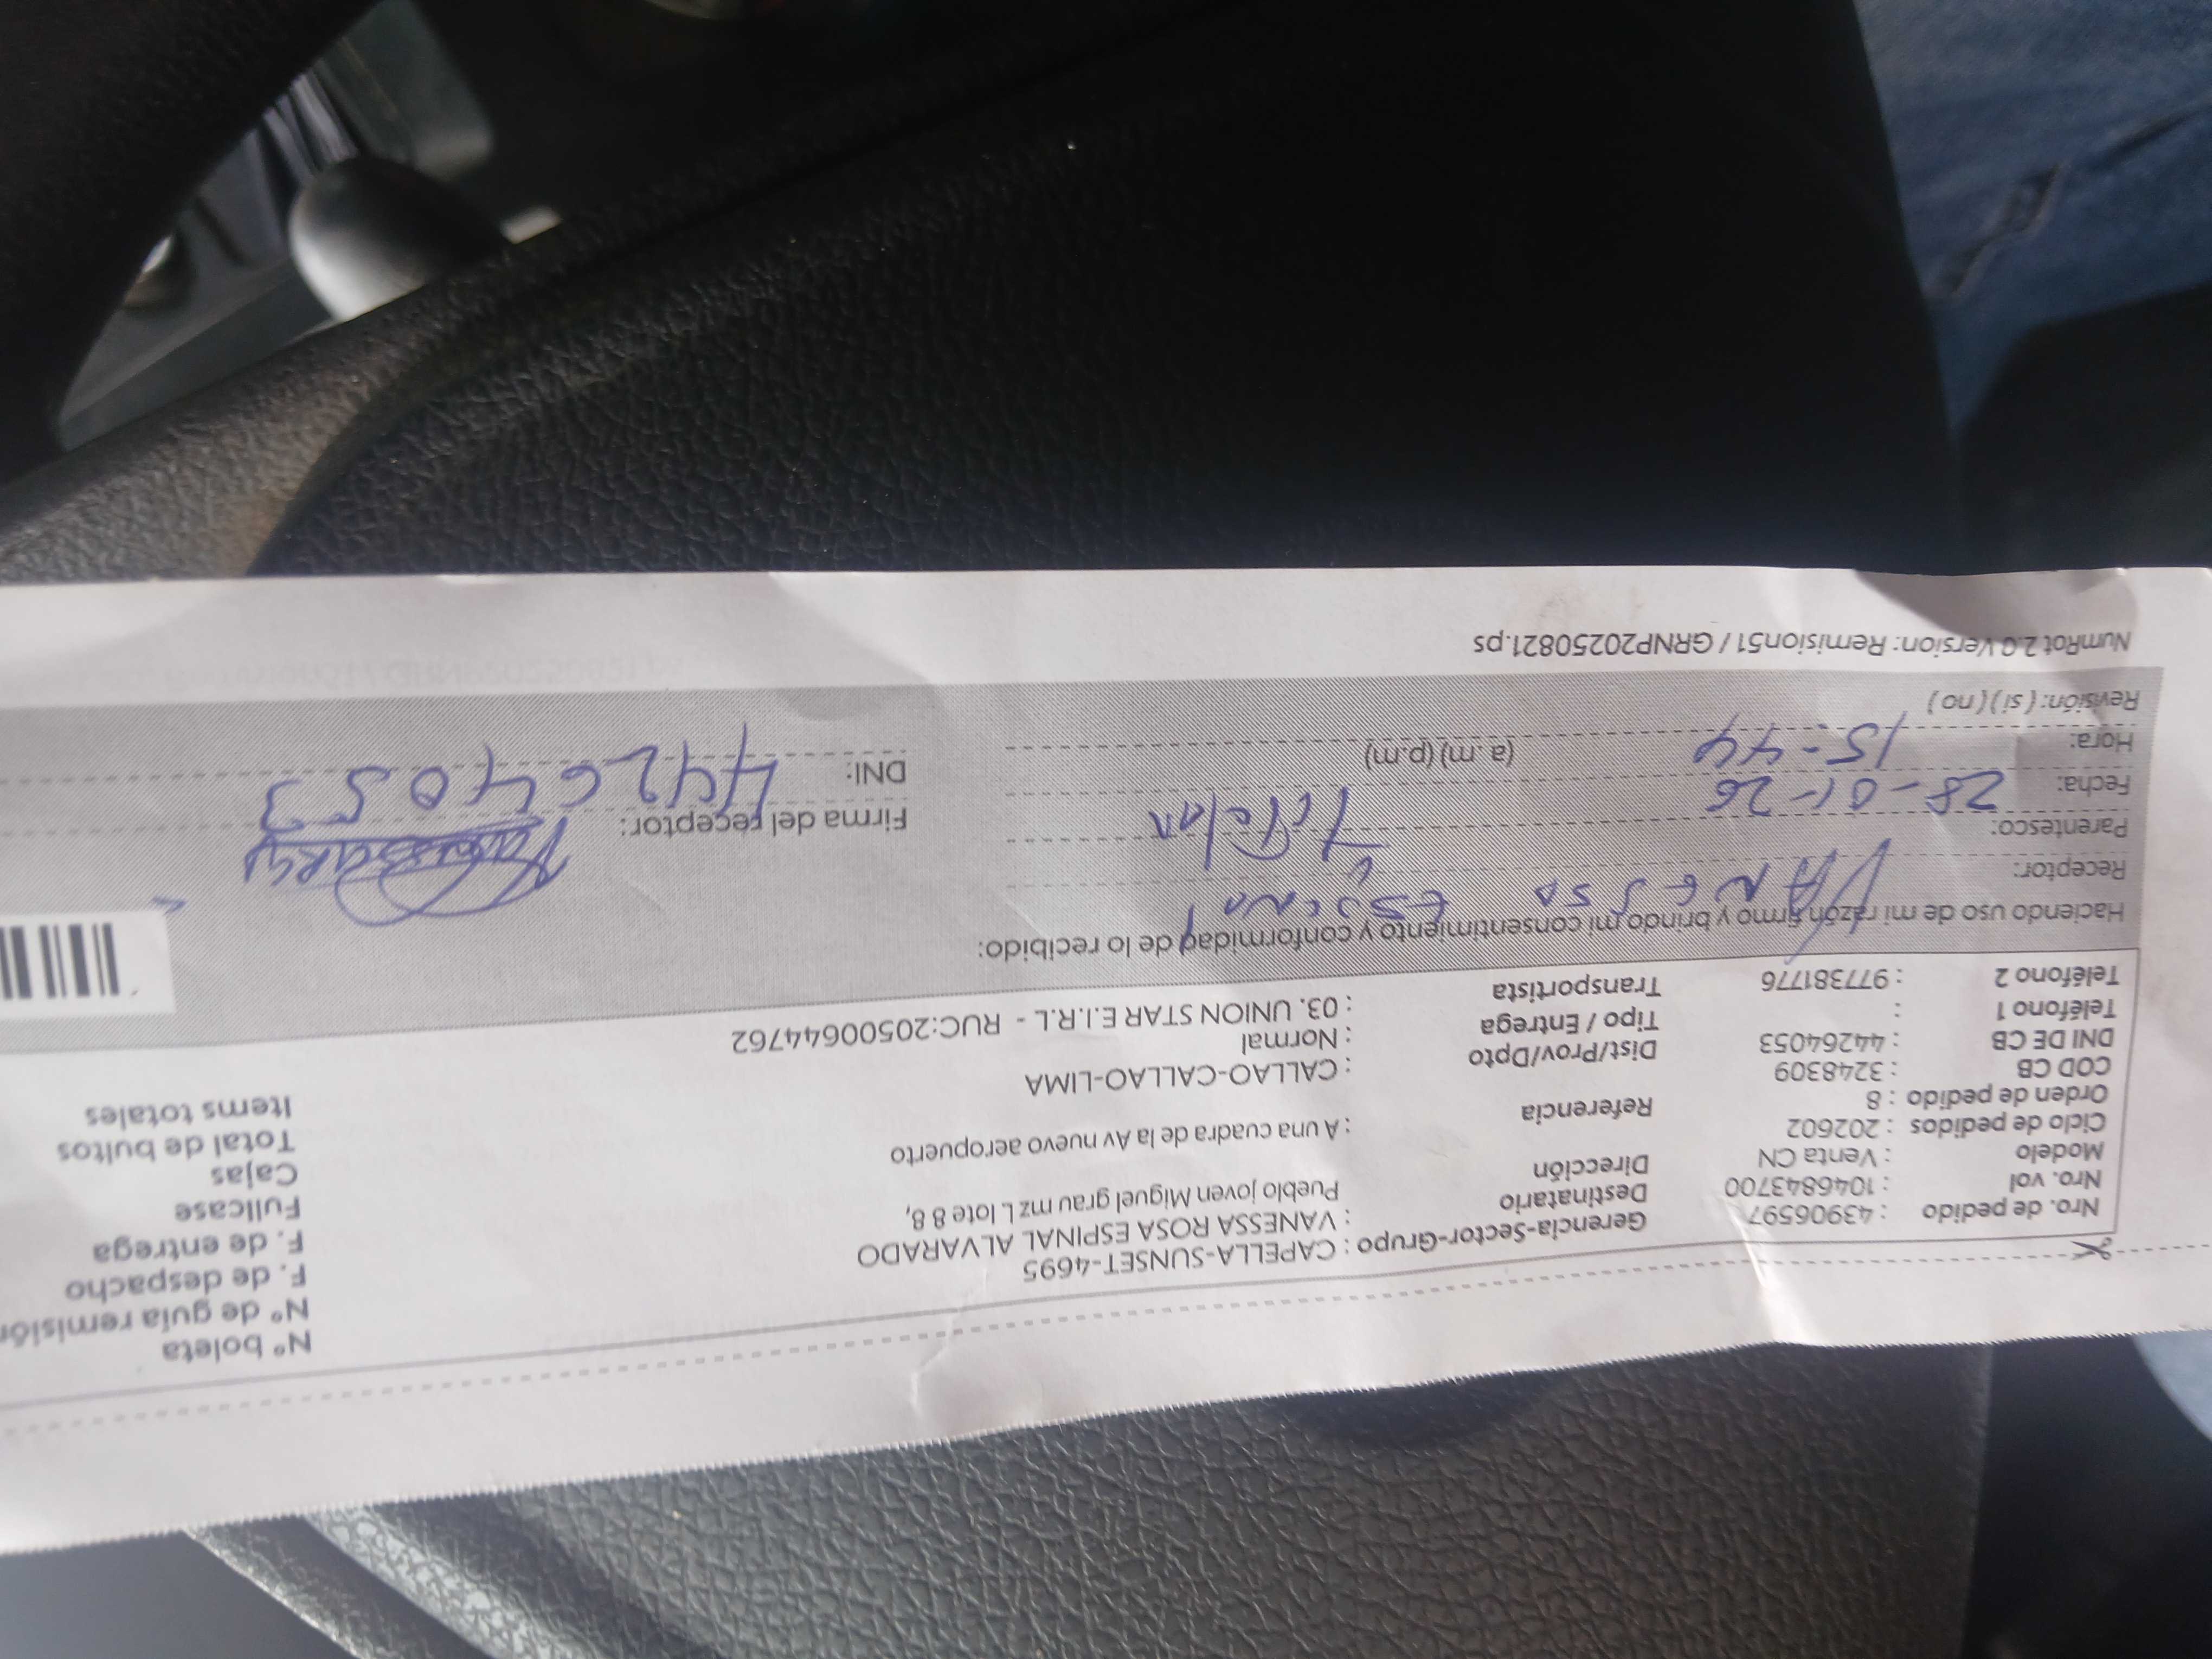 Nro. de pedido : 43906597
Nro. vol : 1046843700
Modelo : Venta CN
Ciclo de pedidos : 202602
Orden de pedido : 8
COD CB : 3248309
DNI DE CB : 44264053
Teléfono 1 :
Teléfono 2 : 977381776
Gerencia-Sector-Grupo : CAPELLA-SUNSET-4695
Destinatario : VANESSA ROSA ESPINAL ALVARADO
Dirección Pueblo joven Miguel grau mz L lote 8 8,
Referencia : A una cuadra de la Av nuevo aeropuerto
Dist/Prov/Dpto : CALLAO-CALLAO-LIMA
Tipo / Entrega : Normal
Transportista : 03. UNION STAR E.I.R.L - RUC:20500644762
N° boleta
N° de guía remisión
F. de despacho
F. de entrega
Fullcase
Cajas
Total de bultos
Items totales
Haciendo uso de mi razón firmo y brindo mi consentimiento y conformidad de lo recibido:
Receptor: VANESSA
Parentesco: Titular
Fecha: 28-01-26
Hora: 15-44 (a.m) (p.m)
Revisión: ( si ) ( no )
Firma del receptor:
DNI: 44264053
NumRot 2.0 Version: Remision51 / GRNP20250821.ps